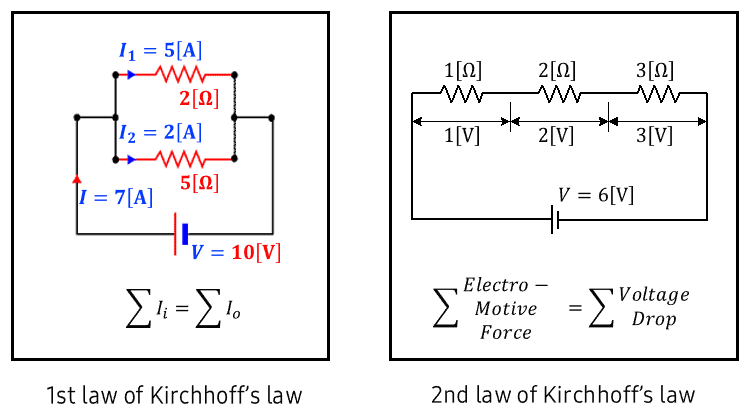 I₁ = 5[A]
2[Ω]
I₂ = 2[A]
5[Ω]
I = 7[A]
V = 10[V]
∑ Iᵢ = ∑ Iₒ
1st law of Kirchhoff's law
1[Ω] 2[Ω] 3[Ω]
1[V] 2[V] 3[V]
V = 6[V]
∑ Electro − Motive Force = ∑ Voltage Drop
2nd law of Kirchhoff's law